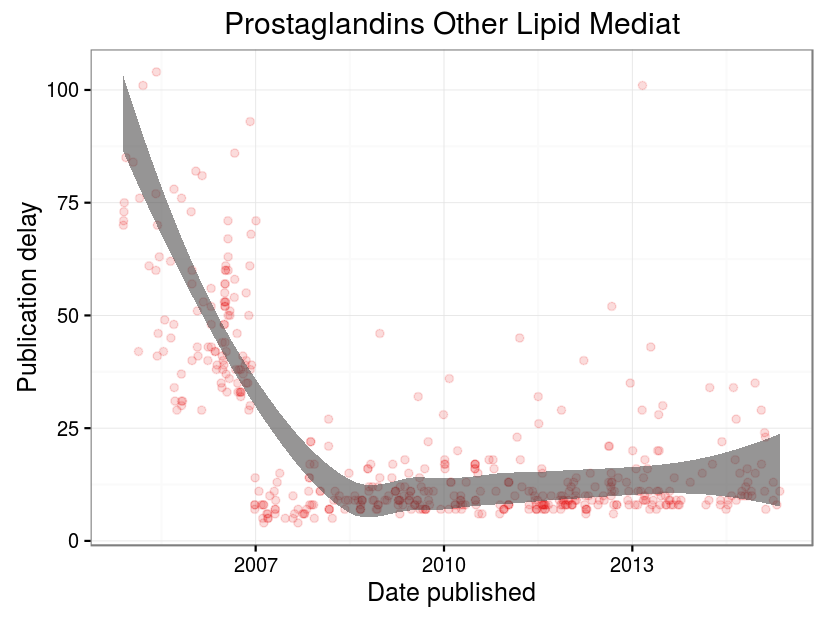 Prostaglandins Other Lipid Mediat
Publication delay
100
75
50
25
0
2007 2010 2013
Date published